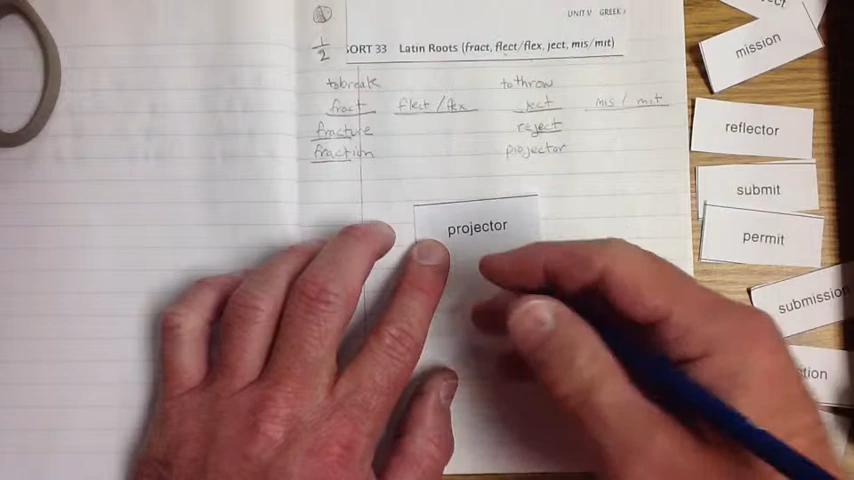 UNIT V GREEK
1/2
SORT 33 Latin Roots (fract, flect/flex, ject, mis/mit)
to break to throw
fract flect/flex ject mis / mit
fracture reject
fraction projector
projector
mission
reflector
submit
permit
submission